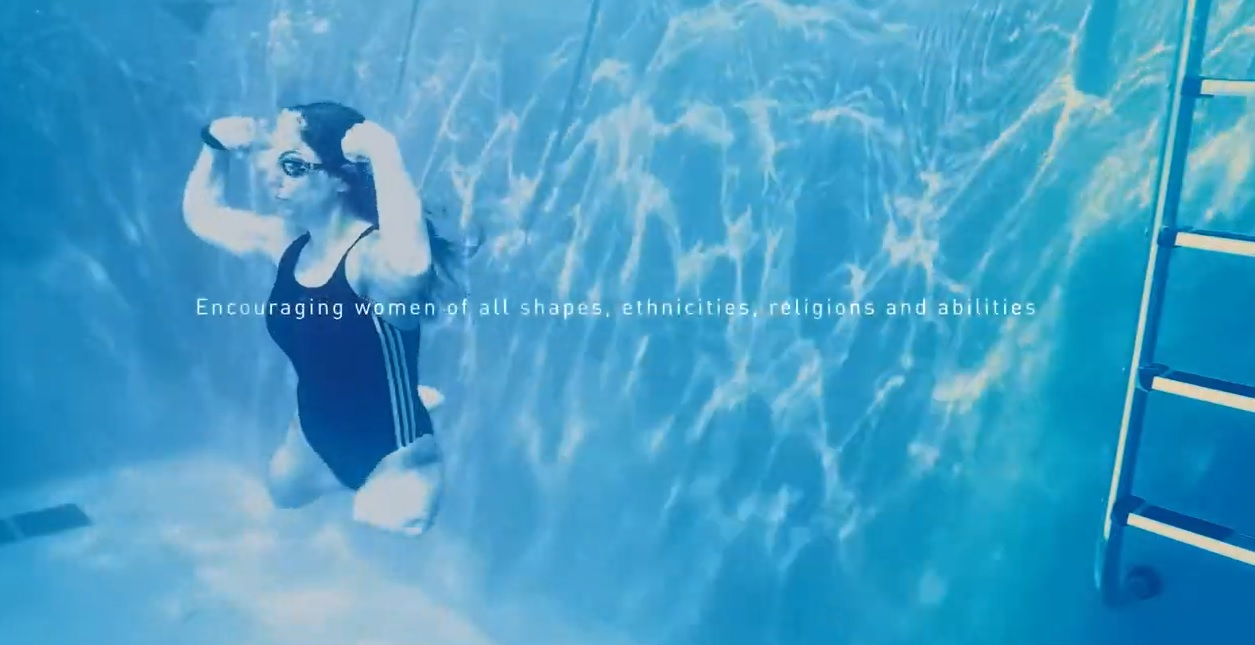 Encouraging women of all shapes, ethnicities, religions and abilities